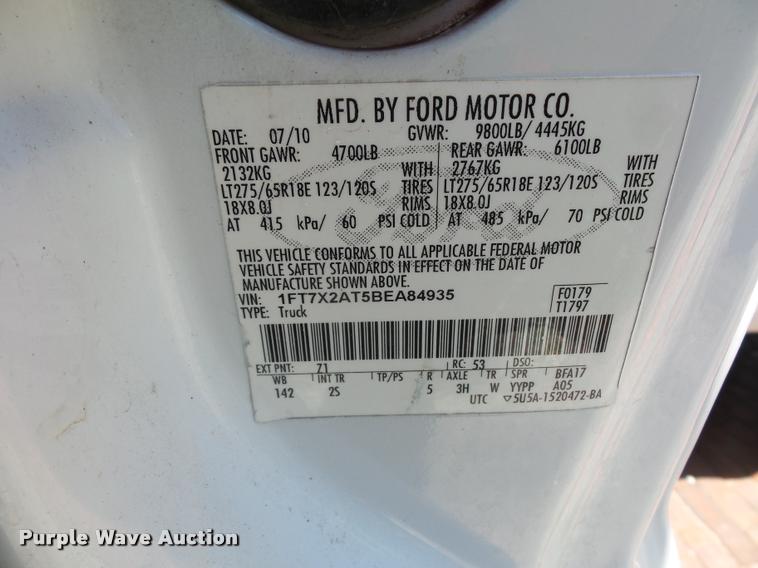 MFD. BY FORD MOTOR CO.
DATE: 07/10 GVWR: 9800LB/ 4445KG
FRONT GAWR: 4700LB REAR GAWR: 6100LB
2132KG WITH 2767KG WITH
LT275/65R18E 123/120S TIRES LT275/65R18E 123/120S TIRES
18X8.0J RIMS 18X8.0J RIMS
AT 415 kPa/ 60 PSI COLD AT 485 kPa/ 70 PSI COLD
Ford
THIS VEHICLE CONFORMS TO ALL APPLICABLE FEDERAL MOTOR
VEHICLE SAFETY STANDARDS IN EFFECT ON THE DATE OF
MANUFACTURE SHOWN ABOVE.
VIN: 1FT7X2AT5BEA84935 F0179
TYPE: Truck T1797
EXT PNT: Z1 RC: 53 DSO:
WB INT TR TP/PS R AXLE TR SPR BFA17
142 2S 5 3H W YYPP A05
UTC ▽5U5A-1520472-BA
Purple Wave Auction